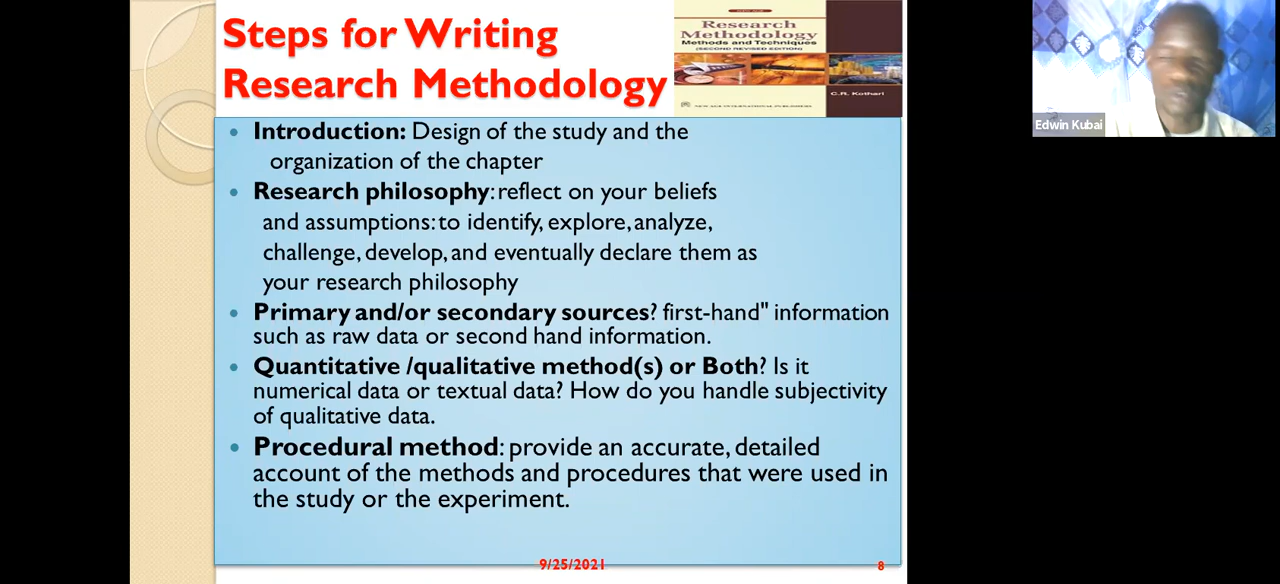 Steps for Writing
Research Methodology
Research
Methodology
Methods and Techniques
(SECOND REVISED EDITION)
C.R. Kothari
NEW AGE INTERNATIONAL PUBLISHERS
Edwin Kubai
• Introduction: Design of the study and the
organization of the chapter
• Research philosophy: reflect on your beliefs
and assumptions: to identify, explore, analyze,
challenge, develop, and eventually declare them as
your research philosophy
• Primary and/or secondary sources? first-hand" information
such as raw data or second hand information.
• Quantitative /qualitative method(s) or Both? Is it
numerical data or textual data? How do you handle subjectivity
of qualitative data.
• Procedural method: provide an accurate, detailed
account of the methods and procedures that were used in
the study or the experiment.
9/25/2021
8